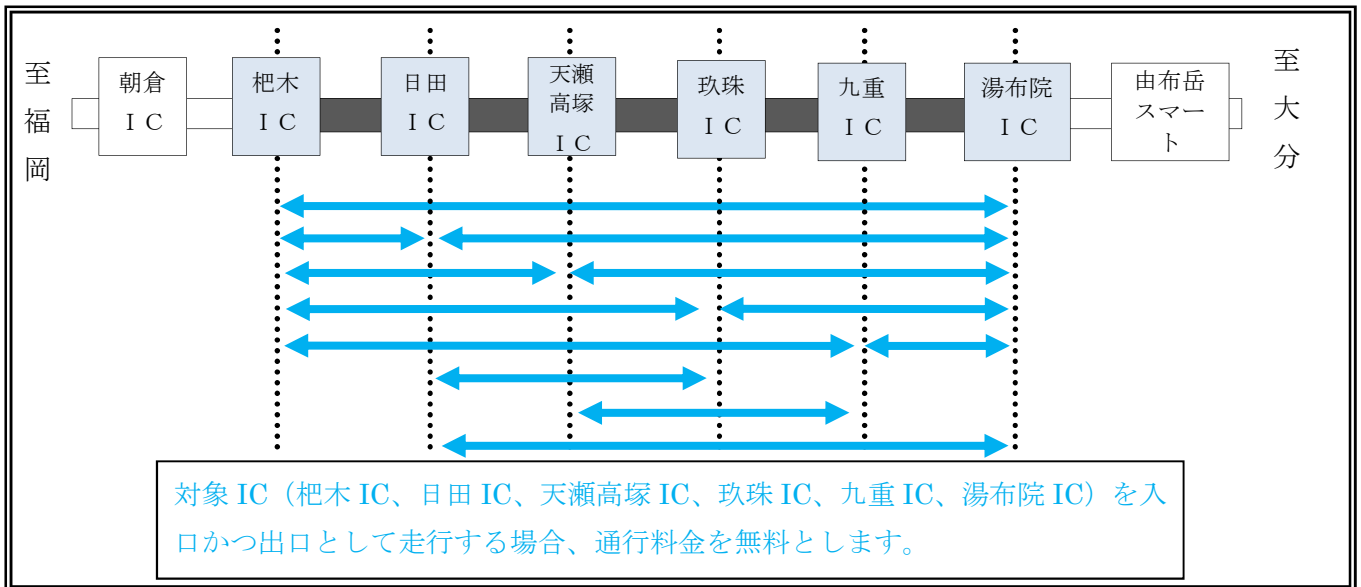 至福岡
朝倉
ＩＣ
杷木
ＩＣ
日田
ＩＣ
天瀬
高塚
ＩＣ
玖珠
ＩＣ
九重
ＩＣ
湯布院
ＩＣ
由布岳
スマー
ト
至大分
対象 IC（杷木 IC、日田 IC、天瀬高塚 IC、玖珠 IC、九重 IC、湯布院 IC）を入
口かつ出口として走行する場合、通行料金を無料とします。